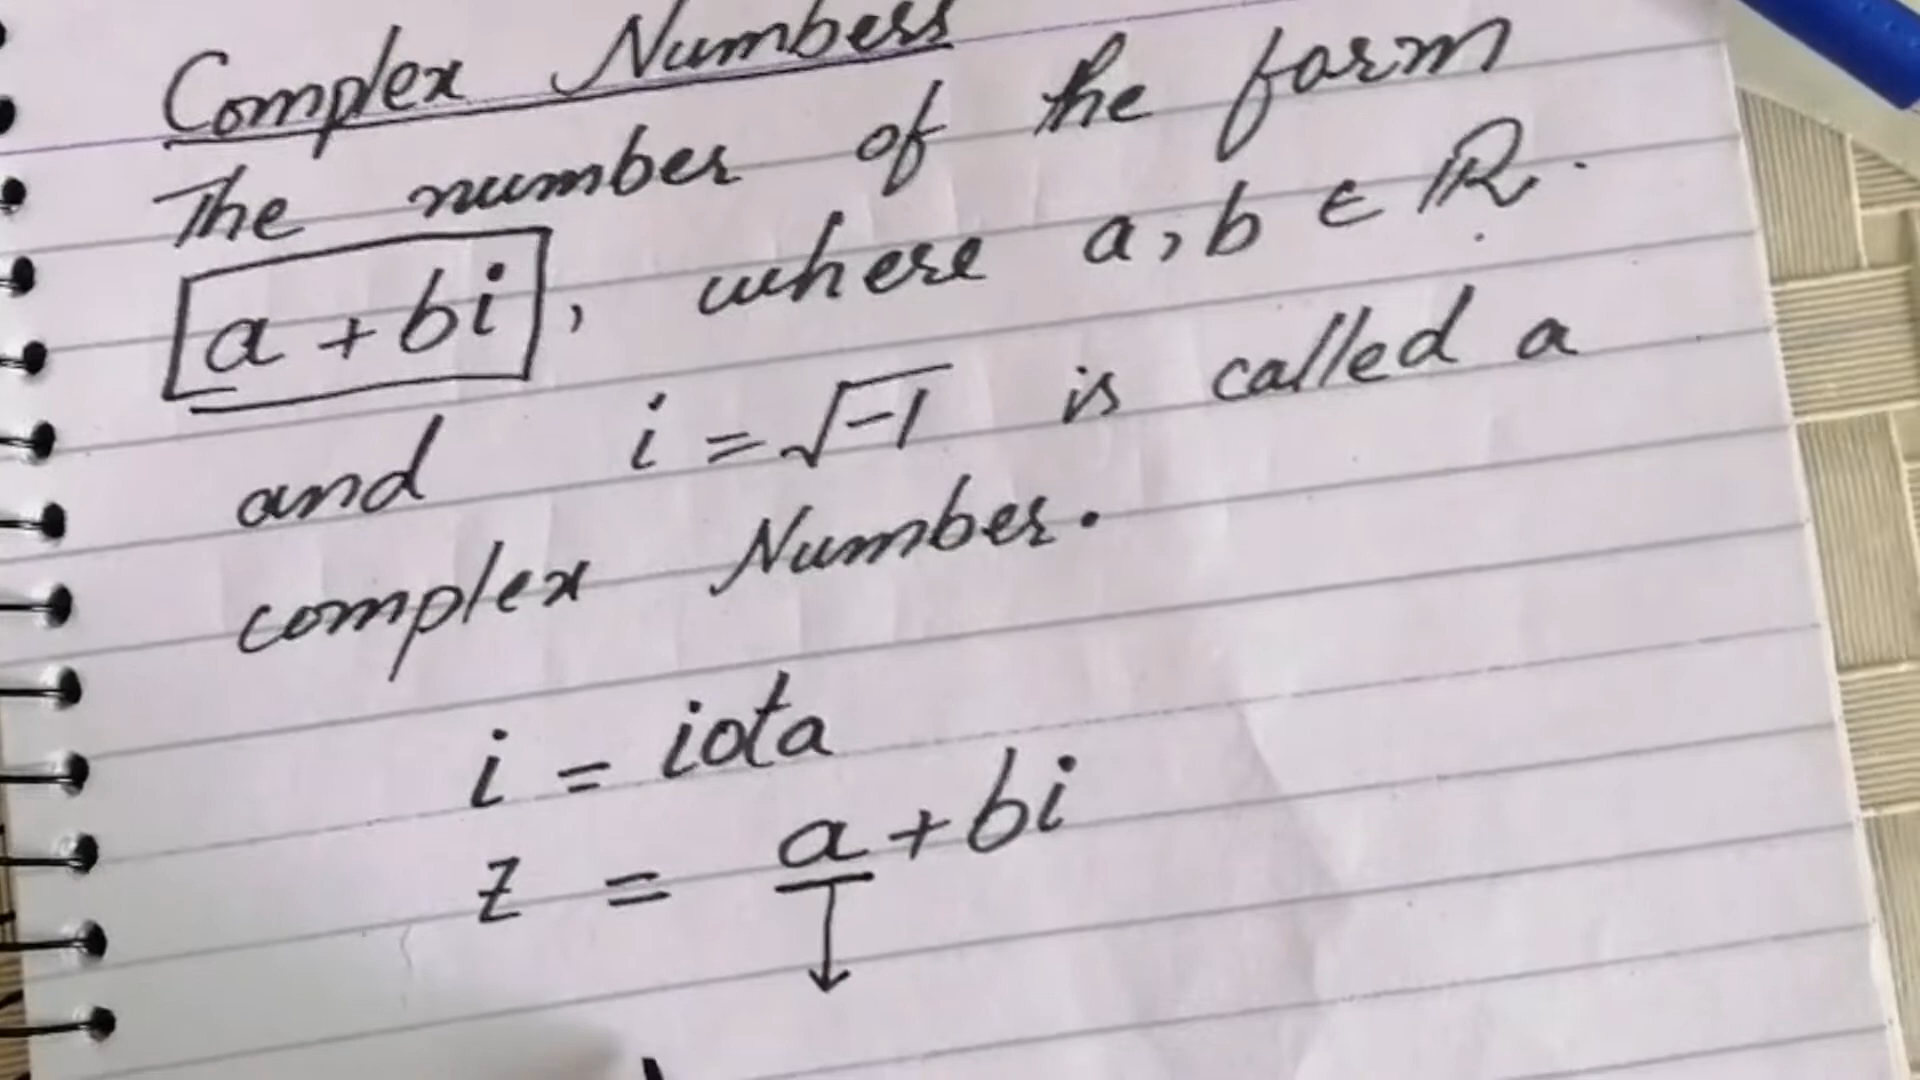 Complex Numbers
The number of the form
a + bi, where a, b ∈ ℝ.
and i = √-1 is called a
complex Number.
i = iota
z = a + bi